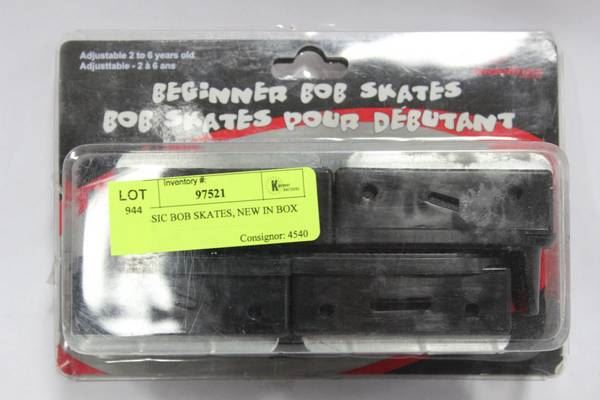 Adjustable 2 to 6 years old
Adjusttable - 2 à 6 ans
BEGINNER BOB SKATES
BOB SKATES POUR DÉBUTANT
Inventory #:
LOT 97521
944 SIC BOB SKATES, NEW IN BOX
Consignor: 4540